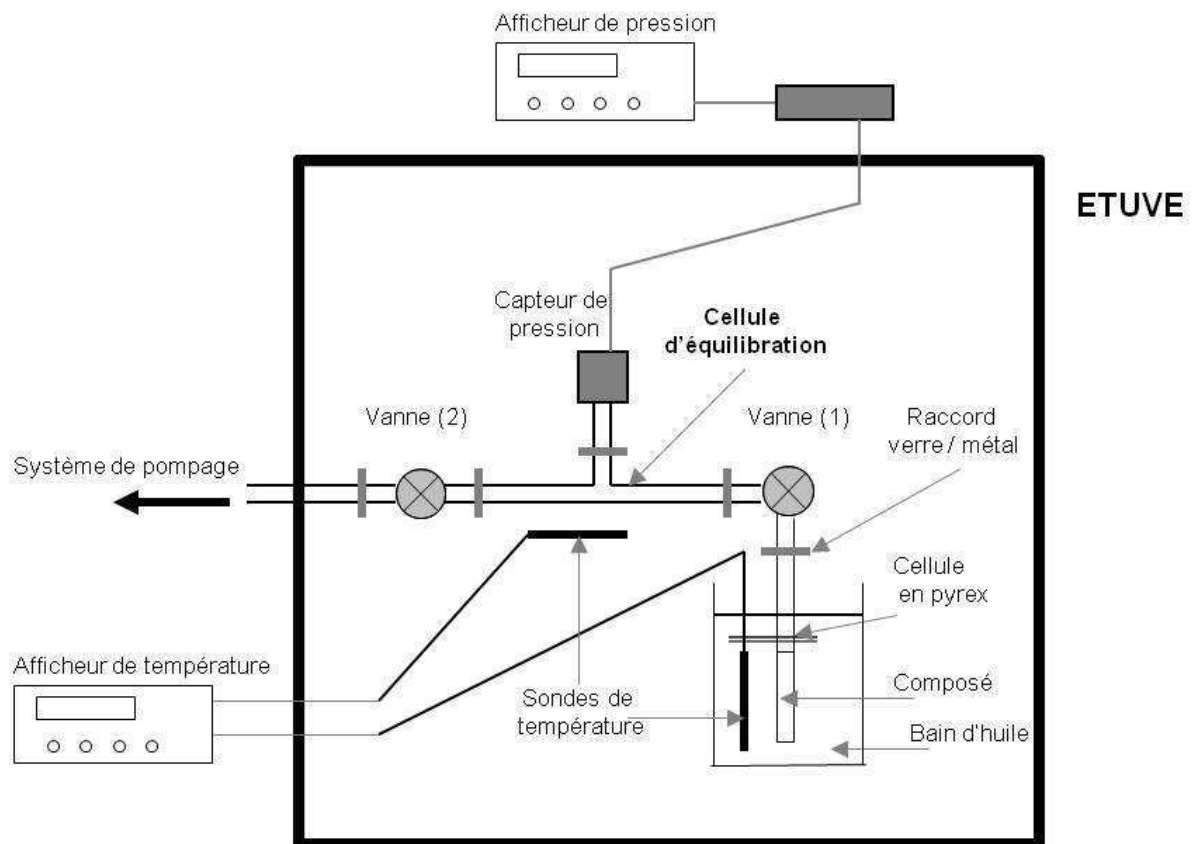 Afficheur de pression
ETUVE
Capteur de
pression
Cellule
d'équilibration
Vanne (2)
Vanne (1)
Raccord
verre / métal
Système de pompage
Cellule
en pyrex
Afficheur de température
Sondes de
température
Composé
Bain d'huile